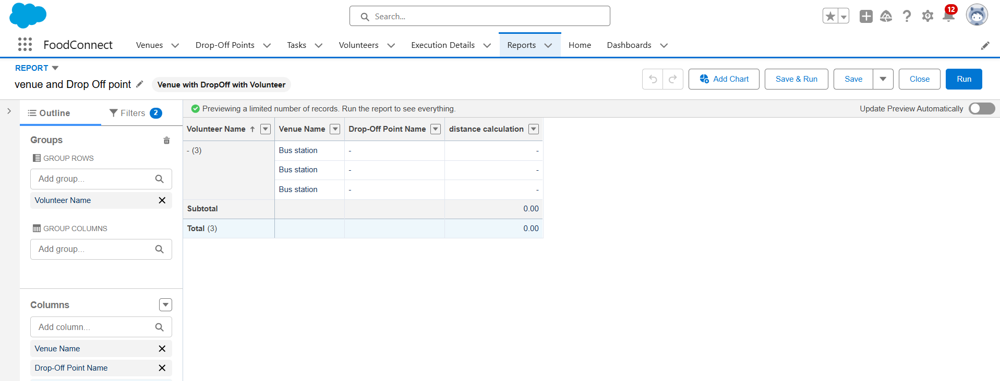 Search...
12
FoodConnect
Venues
Drop-Off Points
Tasks
Volunteers
Execution Details
Reports
Home
Dashboards
REPORT
venue and Drop Off point
Venue with DropOff with Volunteer
Add Chart
Save & Run
Save
Close
Run
Outline
Filters 2
Previewing a limited number of records. Run the report to see everything.
Update Preview Automatically
Groups
GROUP ROWS
Add group...
Volunteer Name
GROUP COLUMNS
Add group...
Columns
Add column...
Venue Name
Drop-Off Point Name
Volunteer Name ↑ Venue Name Drop-Off Point Name distance calculation
- (3) Bus station - -
Bus station - -
Bus station - -
Subtotal 0.00
Total (3) 0.00